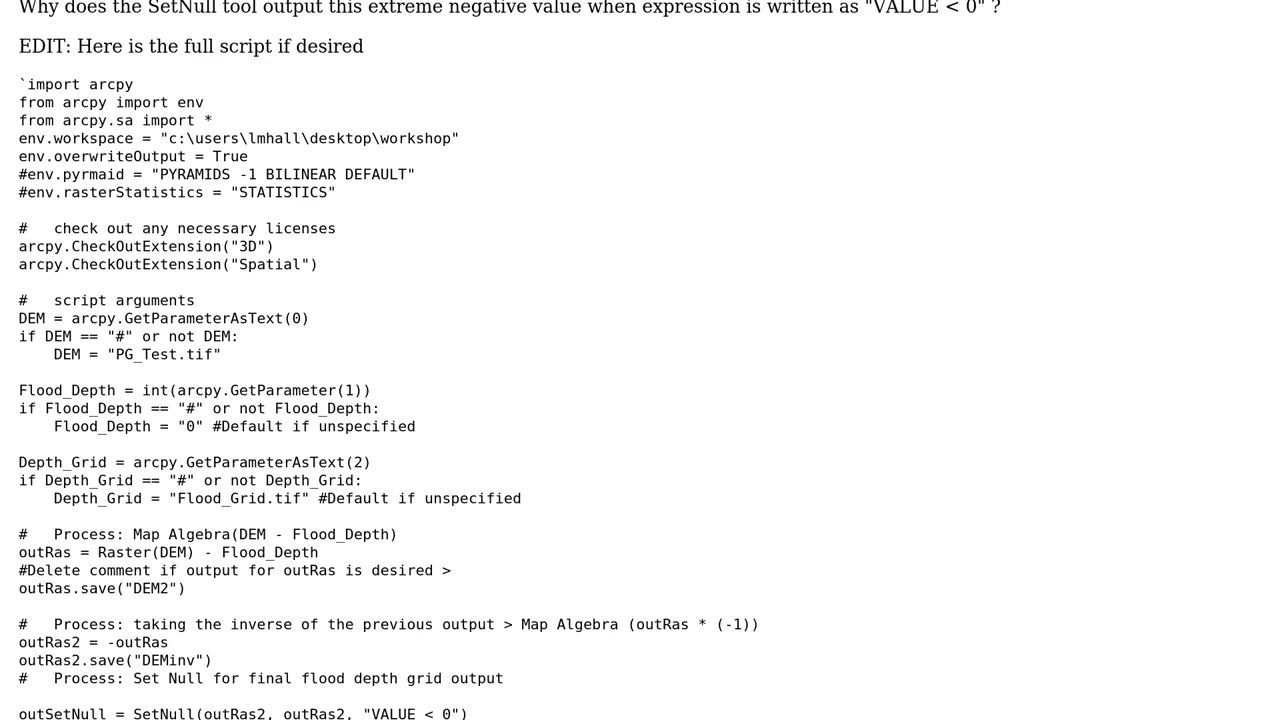 Why does the SetNull tool output this extreme negative value when expression is written as "VALUE < 0" ?
EDIT: Here is the full script if desired
`import arcpy
from arcpy import env
from arcpy.sa import *
env.workspace = "c:\users\lmhall\desktop\workshop"
env.overwriteOutput = True
#env.pyrmaid = "PYRAMIDS -1 BILINEAR DEFAULT"
#env.rasterStatistics = "STATISTICS"
#   check out any necessary licenses
arcpy.CheckOutExtension("3D")
arcpy.CheckOutExtension("Spatial")
#   script arguments
DEM = arcpy.GetParameterAsText(0)
if DEM == "#" or not DEM:
    DEM = "PG_Test.tif"
Flood_Depth = int(arcpy.GetParameter(1))
if Flood_Depth == "#" or not Flood_Depth:
    Flood_Depth = "0" #Default if unspecified
Depth_Grid = arcpy.GetParameterAsText(2)
if Depth_Grid == "#" or not Depth_Grid:
    Depth_Grid = "Flood_Grid.tif" #Default if unspecified
#   Process: Map Algebra(DEM - Flood_Depth)
outRas = Raster(DEM) - Flood_Depth
#Delete comment if output for outRas is desired >
outRas.save("DEM2")
#   Process: taking the inverse of the previous output > Map Algebra (outRas * (-1))
outRas2 = -outRas
outRas2.save("DEMinv")
#   Process: Set Null for final flood depth grid output
outSetNull = SetNull(outRas2, outRas2, "VALUE < 0")